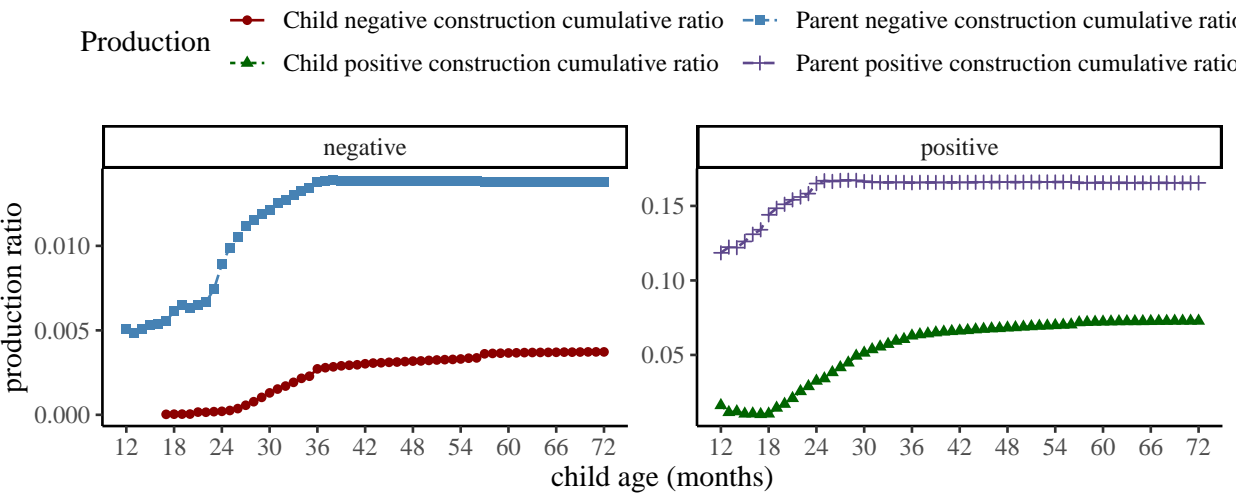 Production
Child negative construction cumulative ratio
Parent negative construction cumulative ratio
Child positive construction cumulative ratio
Parent positive construction cumulative ratio
negative
positive
production ratio
0.010
0.005
0.000
0.15
0.10
0.05
12 18 24 30 36 42 48 54 60 66 72
12 18 24 30 36 42 48 54 60 66 72
child age (months)